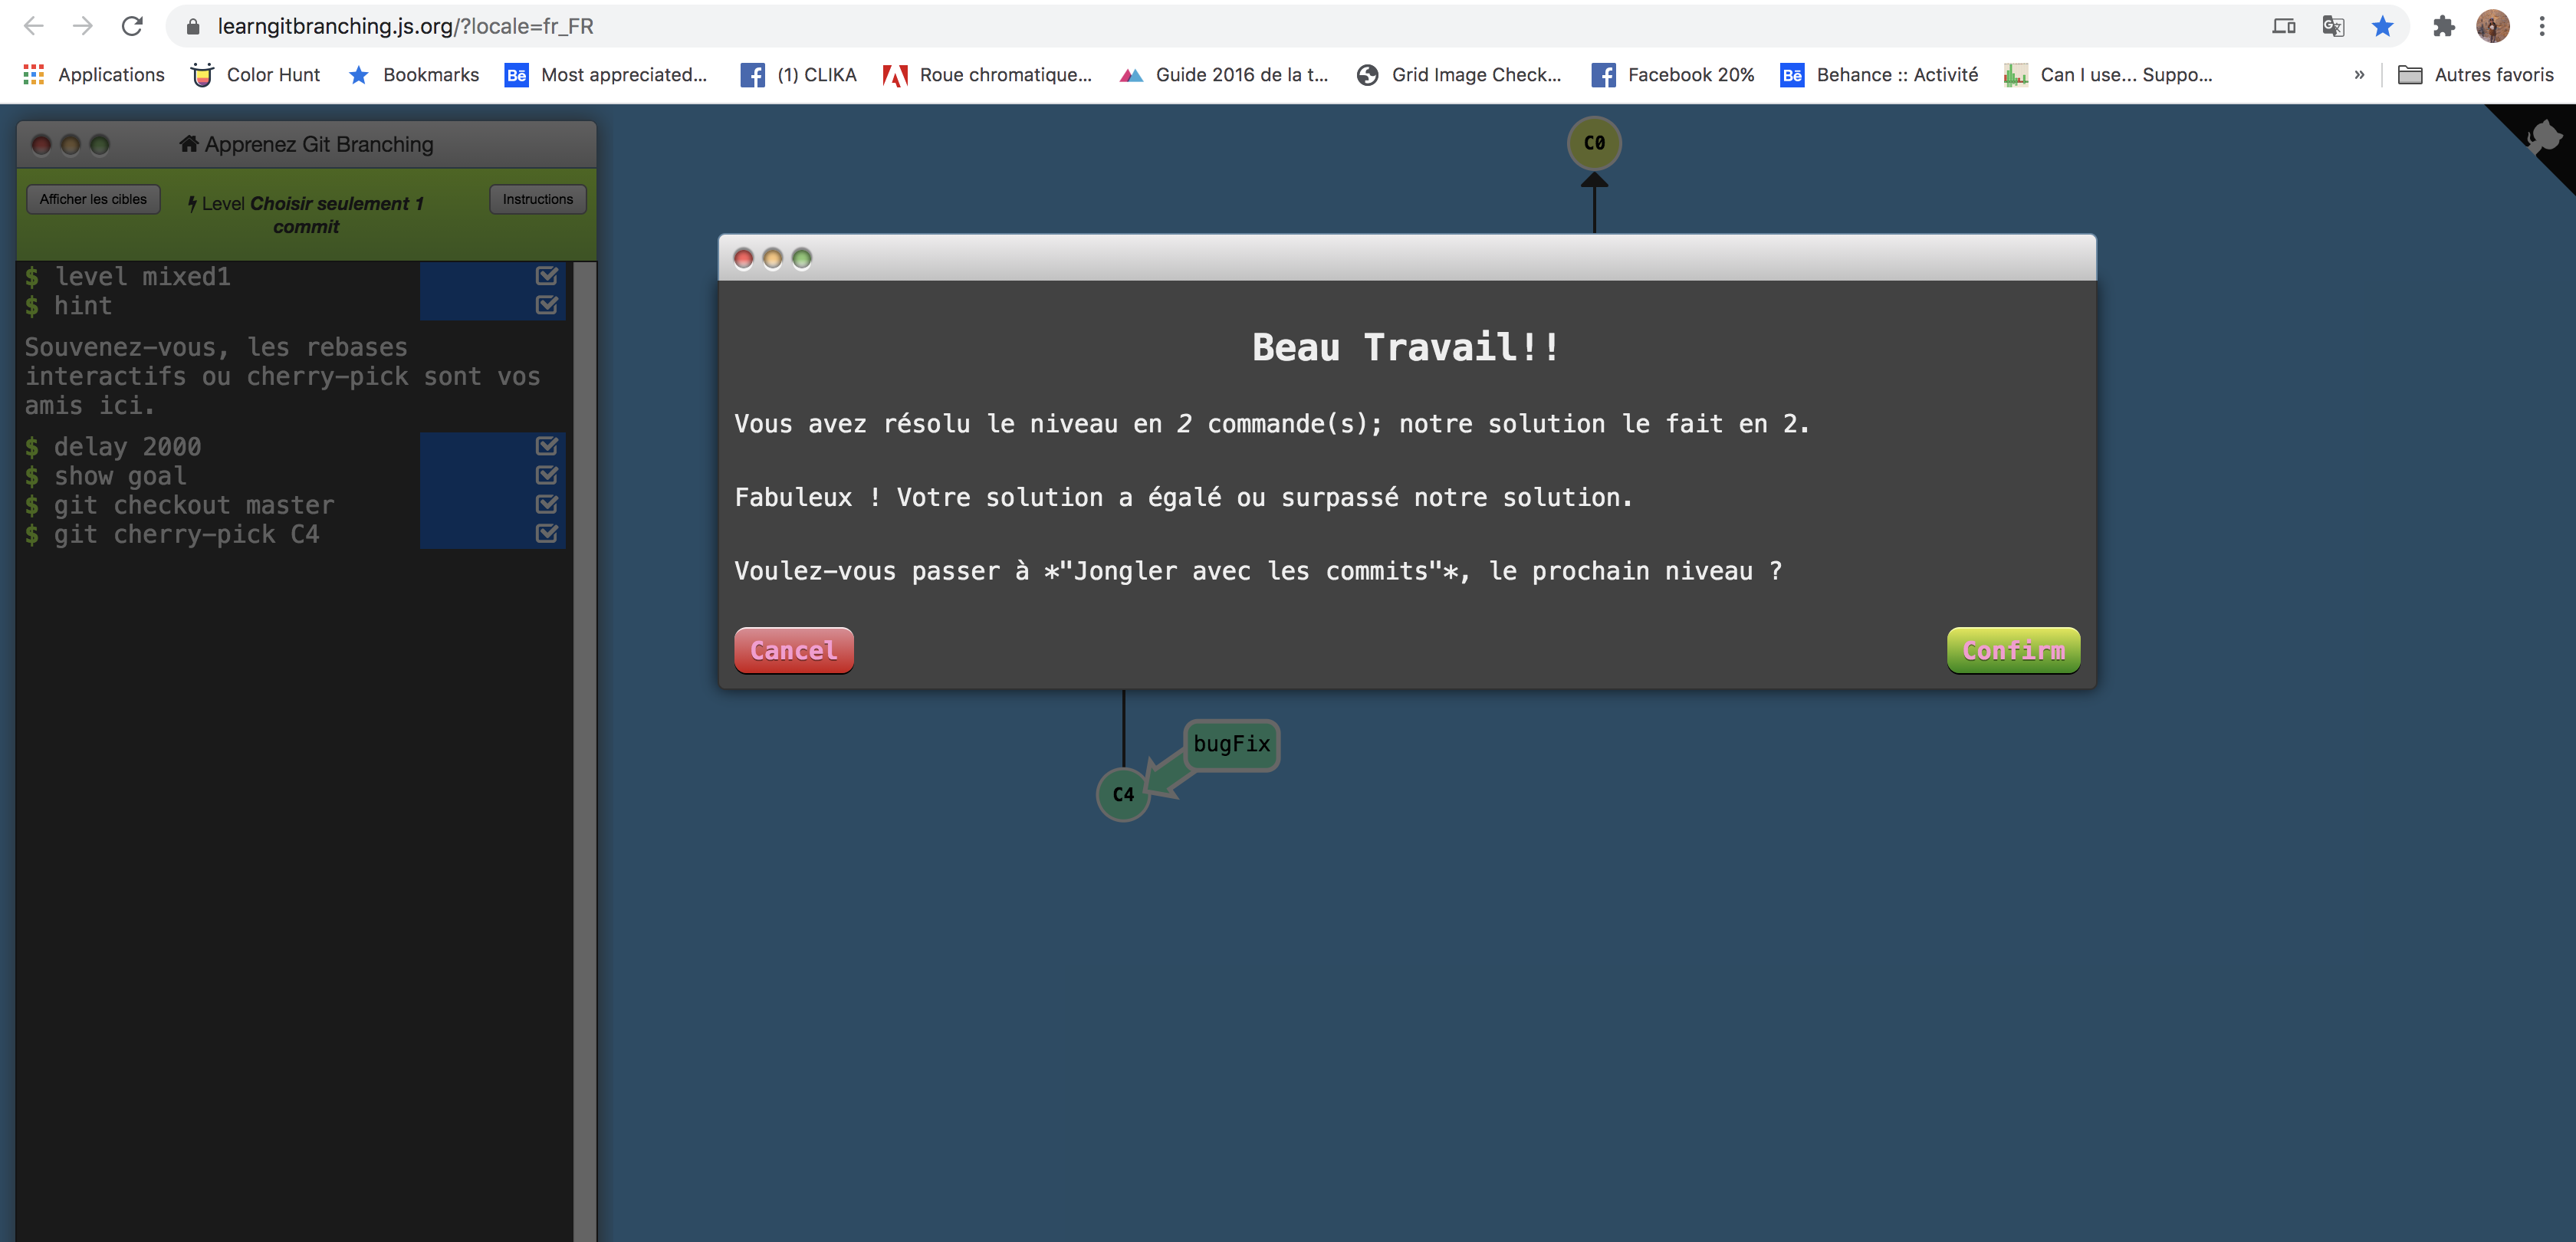 learngitbranching.js.org/?locale=fr_FR
Applications Color Hunt Bookmarks Bē Most appreciated... (1) CLIKA Roue chromatique... Guide 2016 de la t... Grid Image Check... Facebook 20% Bē Behance :: Activité Can I use... Suppo... » Autres favoris
Apprenez Git Branching
Afficher les cibles
Level Choisir seulement 1
commit
Instructions
$ level mixed1
$ hint
Souvenez-vous, les rebases
interactifs ou cherry-pick sont vos
amis ici.
$ delay 2000
$ show goal
$ git checkout master
$ git cherry-pick C4
C0
Beau Travail!!
Vous avez résolu le niveau en 2 commande(s); notre solution le fait en 2.
Fabuleux ! Votre solution a égalé ou surpassé notre solution.
Voulez-vous passer à *"Jongler avec les commits"*, le prochain niveau ?
Cancel
Confirm
bugFix
C4